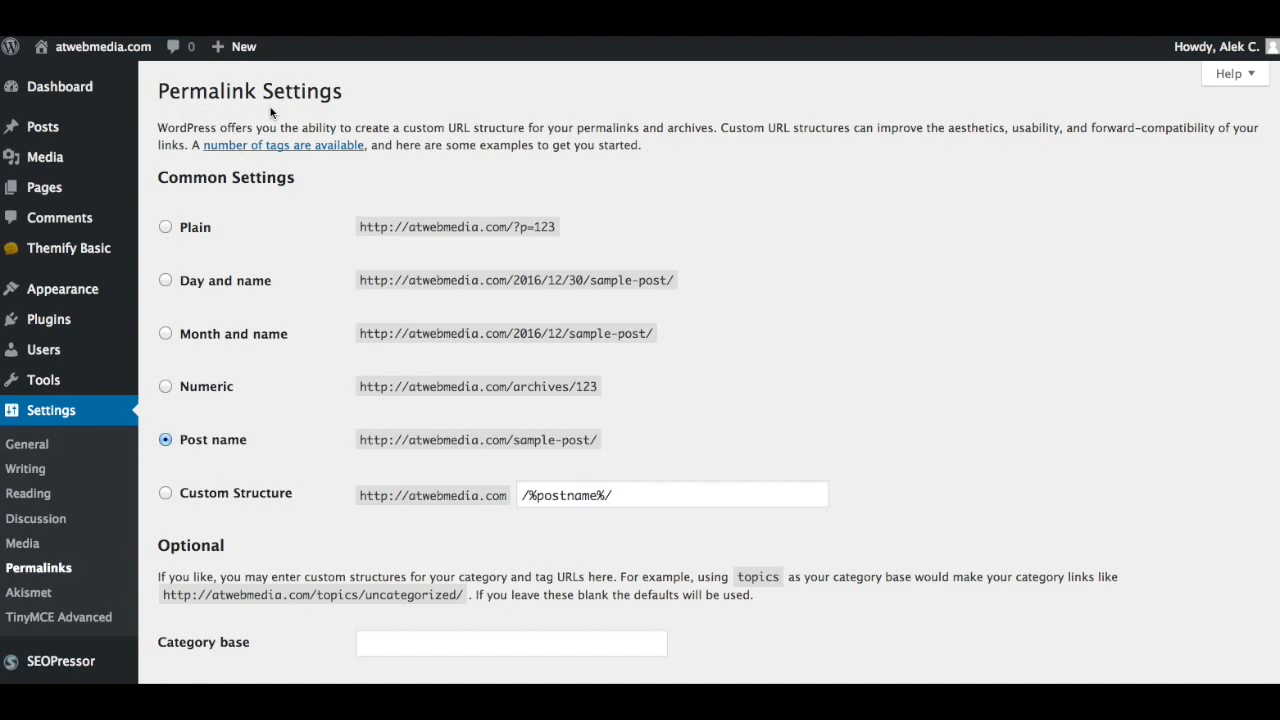 atwebmedia.com 0 New Howdy, Alek C.
Help
Dashboard
Posts
Media
Pages
Comments
Themify Basic
Appearance
Plugins
Users
Tools
Settings
General
Writing
Reading
Discussion
Media
Permalinks
Akismet
TinyMCE Advanced
SEOPressor
Permalink Settings
WordPress offers you the ability to create a custom URL structure for your permalinks and archives. Custom URL structures can improve the aesthetics, usability, and forward-compatibility of your
links. A number of tags are available, and here are some examples to get you started.
Common Settings
Plain http://atwebmedia.com/?p=123
Day and name http://atwebmedia.com/2016/12/30/sample-post/
Month and name http://atwebmedia.com/2016/12/sample-post/
Numeric http://atwebmedia.com/archives/123
Post name http://atwebmedia.com/sample-post/
Custom Structure http://atwebmedia.com /%postname%/
Optional
If you like, you may enter custom structures for your category and tag URLs here. For example, using topics as your category base would make your category links like
http://atwebmedia.com/topics/uncategorized/ . If you leave these blank the defaults will be used.
Category base